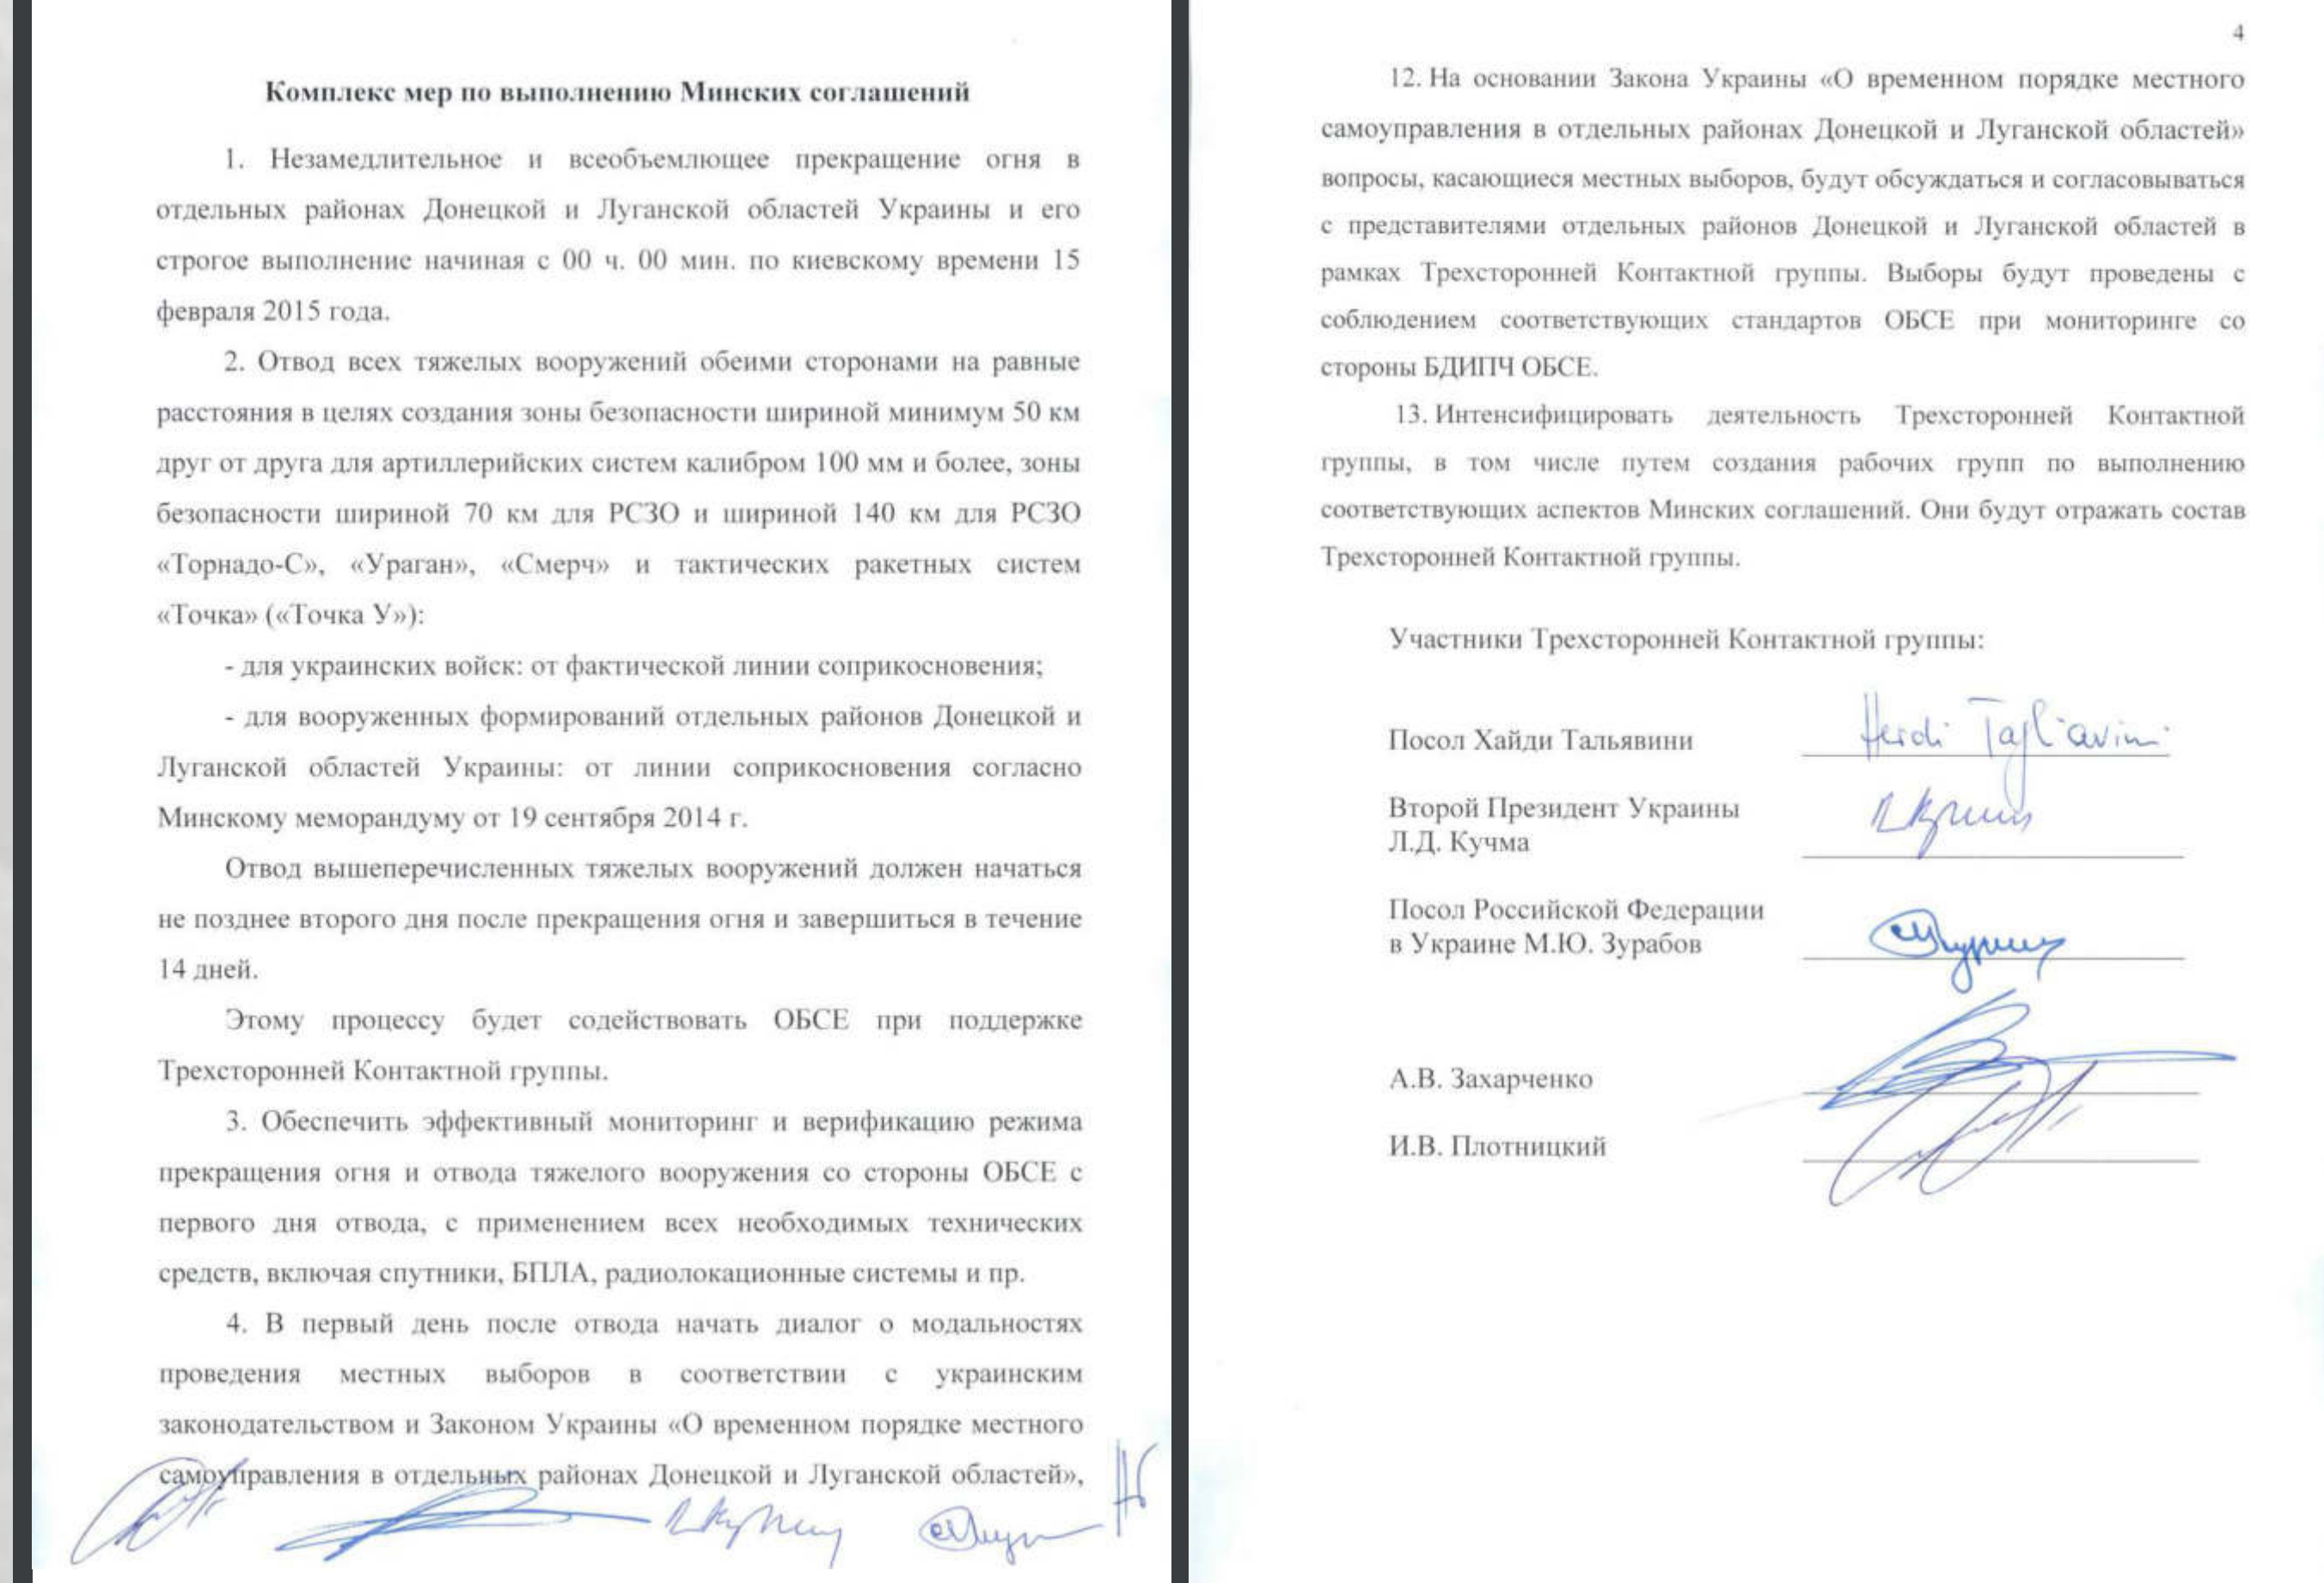 Комплекс мер по выполнению Минских соглашений
1. Незамедлительное и всеобъемлющее прекращение огня в
отдельных районах Донецкой и Луганской областей Украины и его
строгое выполнение начиная с 00 ч. 00 мин. по киевскому времени 15
февраля 2015 года.
2. Отвод всех тяжелых вооружений обеими сторонами на равные
расстояния в целях создания зоны безопасности шириной минимум 50 км
друг от друга для артиллерийских систем калибром 100 мм и более, зоны
безопасности шириной 70 км для РСЗО и шириной 140 км для РСЗО
«Торнадо-С», «Ураган», «Смерч» и тактических ракетных систем
«Точка» («Точка У»):
- для украинских войск: от фактической линии соприкосновения;
- для вооруженных формирований отдельных районов Донецкой и
Луганской областей Украины: от линии соприкосновения согласно
Минскому меморандуму от 19 сентября 2014 г.
Отвод вышеперечисленных тяжелых вооружений должен начаться
не позднее второго дня после прекращения огня и завершиться в течение
14 дней.
Этому процессу будет содействовать ОБСЕ при поддержке
Трехсторонней Контактной группы.
3. Обеспечить эффективный мониторинг и верификацию режима
прекращения огня и отвода тяжелого вооружения со стороны ОБСЕ с
первого дня отвода, с применением всех необходимых технических
средств, включая спутники, БПЛА, радиолокационные системы и пр.
4. В первый день после отвода начать диалог о модальностях
проведения местных выборов в соответствии с украинским
законодательством и Законом Украины «О временном порядке местного
самоуправления в отдельных районах Донецкой и Луганской областей»,
4
12. На основании Закона Украины «О временном порядке местного
самоуправления в отдельных районах Донецкой и Луганской областей»
вопросы, касающиеся местных выборов, будут обсуждаться и согласовываться
с представителями отдельных районов Донецкой и Луганской областей в
рамках Трехсторонней Контактной группы. Выборы будут проведены с
соблюдением соответствующих стандартов ОБСЕ при мониторинге со
стороны БДИПЧ ОБСЕ.
13. Интенсифицировать деятельность Трехсторонней Контактной
группы, в том числе путем создания рабочих групп по выполнению
соответствующих аспектов Минских соглашений. Они будут отражать состав
Трехсторонней Контактной группы.
Участники Трехсторонней Контактной группы:
Посол Хайди Тальявини Heidi Tagliavini
Второй Президент Украины
Л.Д. Кучма
Посол Российской Федерации
в Украине М.Ю. Зурабов
А.В. Захарченко
И.В. Плотницкий